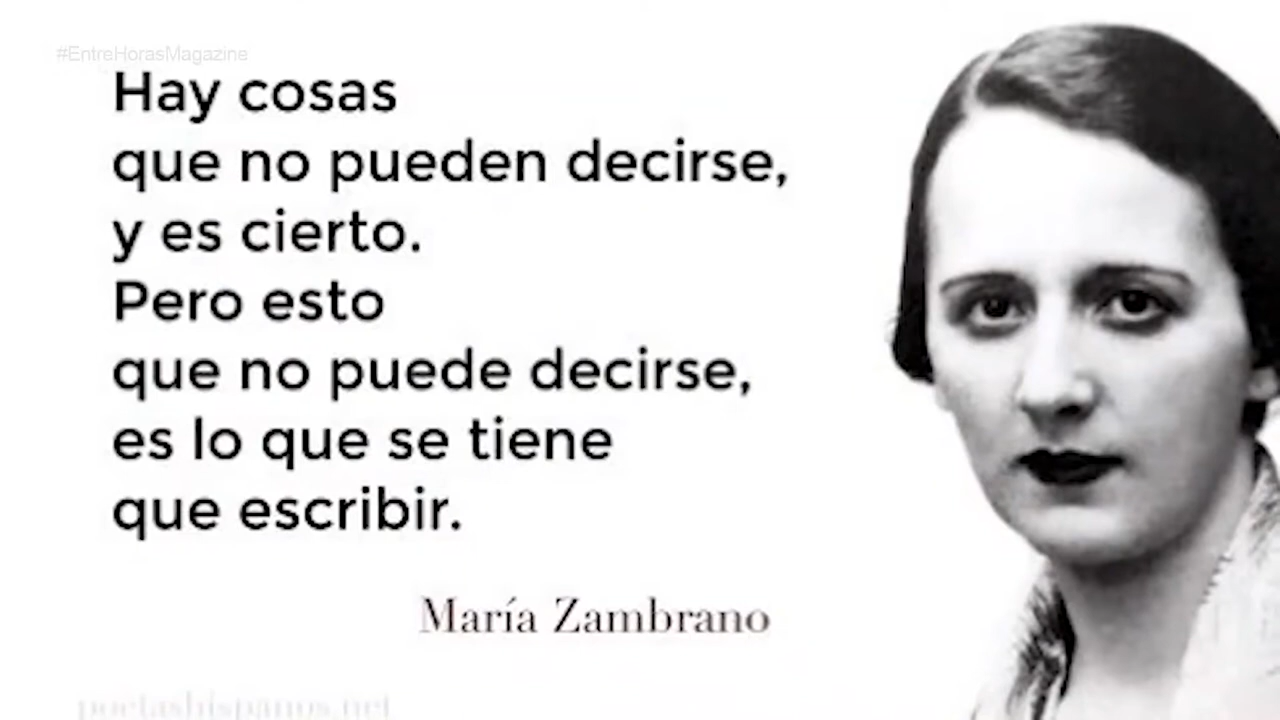 #EntreHorasMagazine
Hay cosas
que no pueden decirse,
y es cierto.
Pero esto
que no puede decirse,
es lo que se tiene
que escribir.
María Zambrano
poetashispanos.net